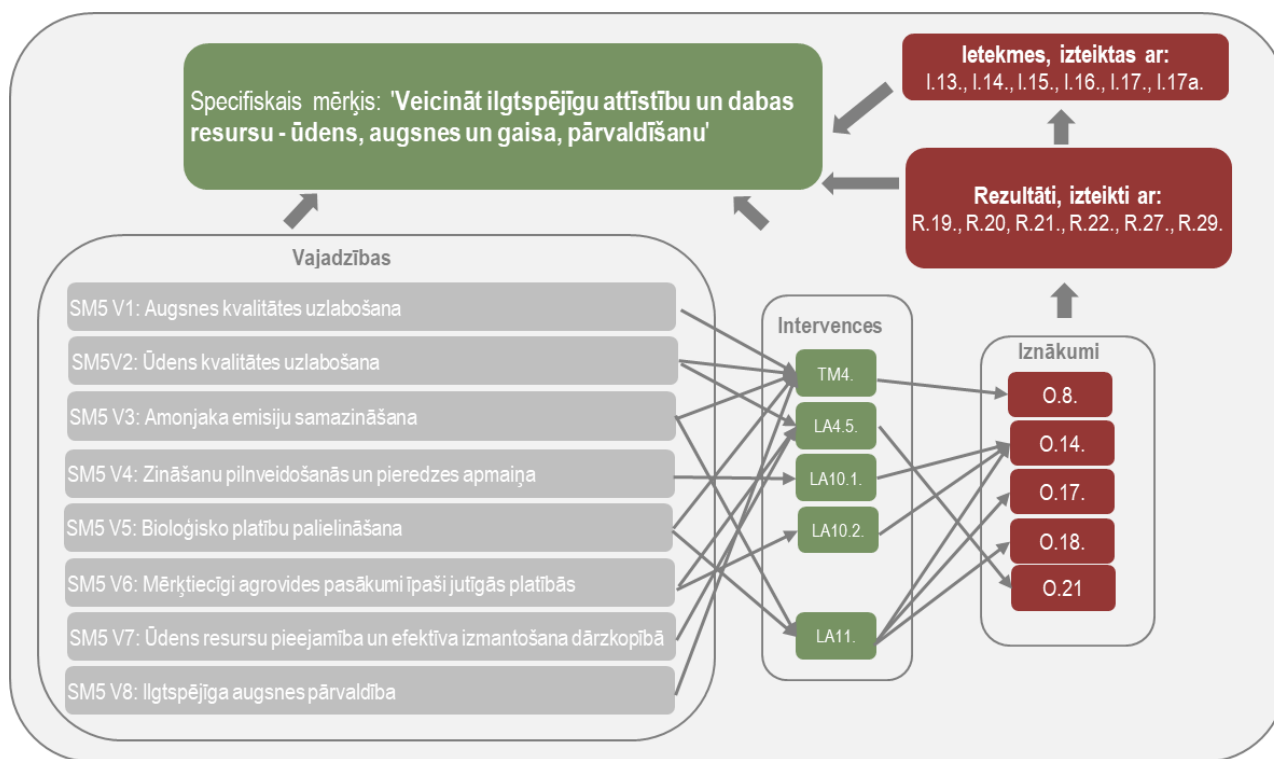 Specifiskais mērķis: 'Veicināt ilgtspējīgu attīstību un dabas
resursu - ūdens, augsnes un gaisa, pārvaldīšanu'
Ietekmes, izteiktas ar:
I.13., I.14., I.15., I.16., I.17., I.17a.
Rezultāti, izteikti ar:
R.19., R.20, R.21., R.22., R.27., R.29.
Vajadzības
SM5 V1: Augsnes kvalitātes uzlabošana
SM5V2: Ūdens kvalitātes uzlabošana
SM5 V3: Amonjaka emisiju samazināšana
SM5 V4: Zināšanu pilnveidošanās un pieredzes apmaiņa
SM5 V5: Bioloģisko platību palielināšana
SM5 V6: Mērķtiecīgi agrovides pasākumi īpaši jutīgās platībās
SM5 V7: Ūdens resursu pieejamība un efektīva izmantošana dārzkopībā
SM5 V8: Ilgtspējīga augsnes pārvaldība
Intervences
TM4.
LA4.5.
LA10.1.
LA10.2.
LA11.
Iznākumi
O.8.
O.14.
O.17.
O.18.
O.21